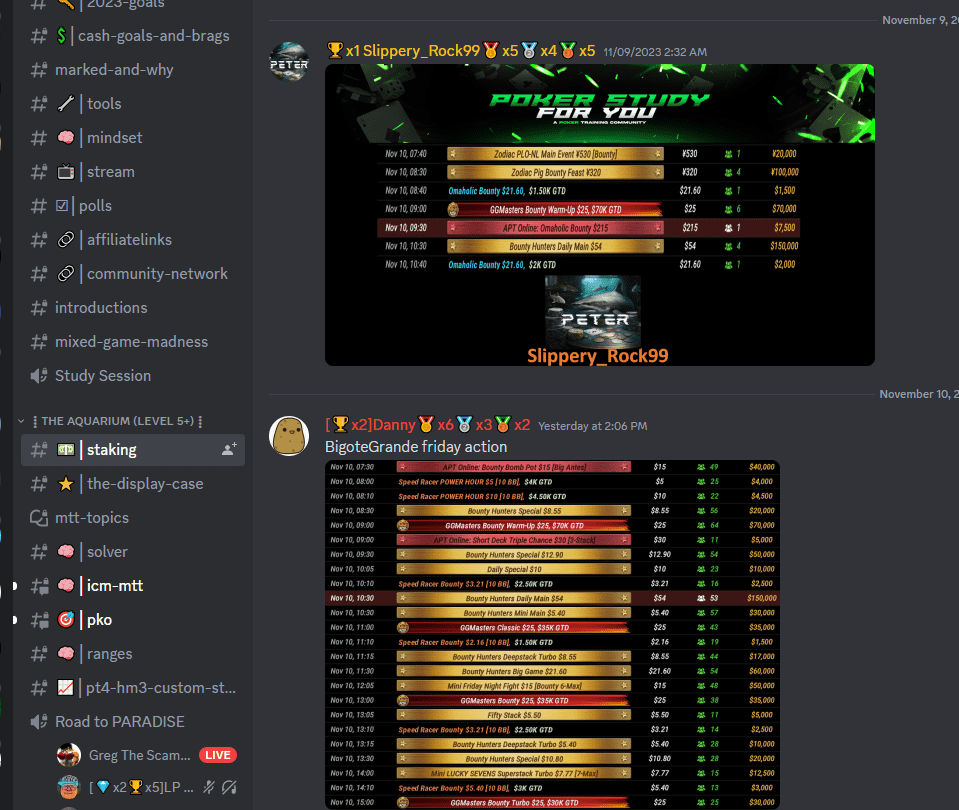 2023-goals
cash-goals-and-brags
marked-and-why
tools
mindset
stream
polls
affiliatelinks
community-network
introductions
mixed-game-madness
Study Session
THE AQUARIUM (LEVEL 5+)
staking
the-display-case
mtt-topics
solver
icm-mtt
pko
ranges
pt4-hm3-custom-st...
Road to PARADISE
Greg The Scam... LIVE
[ 💎 x2🏆x5]LP ...
November 9, 20
🏆x1 Slippery_Rock99🥇x5🥈x4🥉x5 11/09/2023 2:32 AM
PETER
POKER STUDY
FOR YOU
A POKER TRAINING COMMUNITY
Nov 10, 07:40 Zodiac PLO-NL Main Event ¥530 [Bounty] ¥530 1 ¥20,000
Nov 10, 08:30 Zodiac Pig Bounty Feast ¥320 ¥320 4 ¥100,000
Nov 10, 08:40 Omaholic Bounty $21.60, $1.50K GTD $21.60 1 $1,500
Nov 10, 09:00 GGMasters Bounty Warm-Up $25, $70K GTD $25 6 $70,000
Nov 10, 09:30 APT Online: Omaholic Bounty $215 $215 1 $7,500
Nov 10, 10:30 Bounty Hunters Daily Main $54 $54 4 $150,000
Nov 10, 10:40 Omaholic Bounty $21.60, $2K GTD $21.60 1 $2,000
PETER
Slippery_Rock99
November 10, 2
[🏆x2]Danny🥇x6🥈x3🥉x2 Yesterday at 2:06 PM
BigoteGrande friday action
Nov 10, 07:30 APT Online: Bounty Bomb Pot $15 [Big Antes] $15 49 $40,000
Nov 10, 08:00 Speed Racer POWER HOUR $5 [10 BB], $4K GTD $5 25 $4,000
Nov 10, 08:10 Speed Racer POWER HOUR $10 [10 BB], $4.50K GTD $10 22 $4,500
Nov 10, 08:30 Bounty Hunters Special $8.55 $8.55 56 $20,000
Nov 10, 09:00 GGMasters Bounty Warm-Up $25, $70K GTD $25 64 $70,000
Nov 10, 09:00 APT Online: Short Deck Triple Chance $30 [3-Stack] $30 11 $5,000
Nov 10, 09:30 Bounty Hunters Special $12.90 $12.90 54 $50,000
Nov 10, 10:05 Daily Special $10 $10 23 $10,000
Nov 10, 10:10 Speed Racer Bounty $3.21 [10 BB], $2.50K GTD $3.21 16 $2,500
Nov 10, 10:30 Bounty Hunters Daily Main $54 $54 53 $150,000
Nov 10, 10:30 Bounty Hunters Mini Main $5.40 $5.40 57 $30,000
Nov 10, 11:00 GGMasters Classic $25, $35K GTD $25 43 $35,000
Nov 10, 11:10 Speed Racer Bounty $2.16 [10 BB], $1.50K GTD $2.16 19 $1,500
Nov 10, 11:15 Bounty Hunters Deepstack Turbo $8.55 $8.55 44 $17,000
Nov 10, 11:30 Bounty Hunters Big Game $21.60 $21.60 54 $60,000
Nov 10, 12:05 Mini Friday Night Fight $15 [Bounty 6-Max] $15 48 $50,000
Nov 10, 13:00 GGMasters Bounty $25, $35K GTD $25 38 $35,000
Nov 10, 13:05 Fifty Stack $5.50 $5.50 11 $5,000
Nov 10, 13:10 Speed Racer Bounty $3.21 [10 BB], $2.50K GTD $3.21 14 $2,500
Nov 10, 13:15 Bounty Hunters Deepstack Turbo $5.40 $5.40 28 $10,000
Nov 10, 13:30 Bounty Hunters Special $10.80 $10.80 28 $20,000
Nov 10, 14:00 Mini LUCKY SEVENS Superstack Turbo $7.77 [7-Max] $7.77 15 $12,500
Nov 10, 14:10 Speed Racer Bounty $5.40 [10 BB], $3K GTD $5.40 13 $3,000
Nov 10, 15:00 GGMasters Bounty Turbo $25, $30K GTD $25 25 $30,000